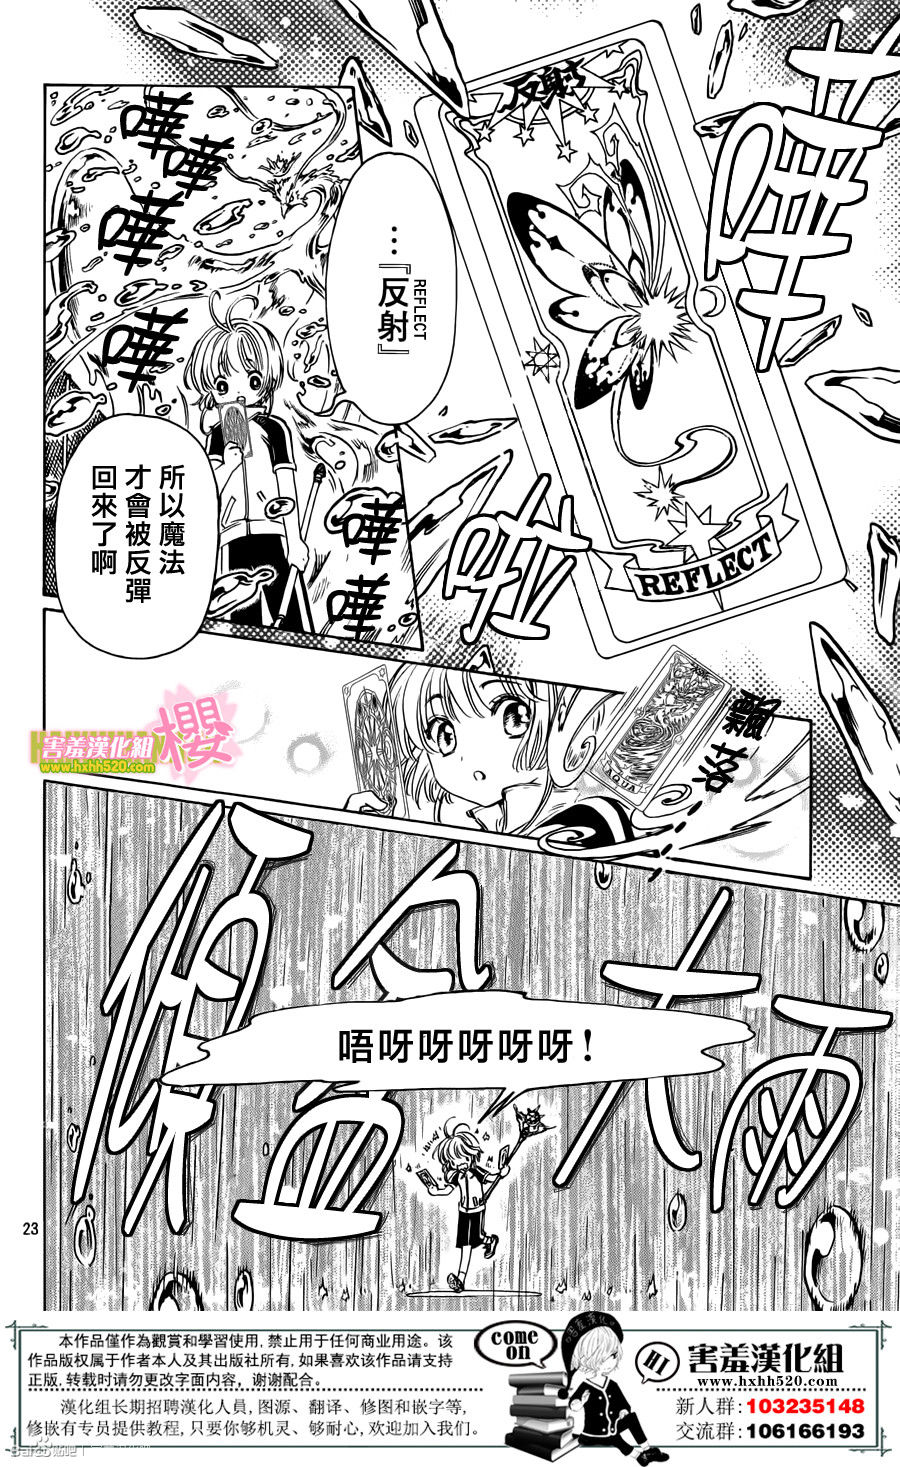 嘩啦
反射
REFLECT
…『反射』
REFLECT
嘩
嘩
嘩
嘩
嘩
嘩
嘩
啦
所以魔法
才會被反彈
回來了啊
AQUA
飄落…
櫻
害羞漢化組
www.hxhh520.com
傾盆大雨
唔呀呀呀呀呀！
23
本作品僅作為觀賞和學習使用,禁止用于任何商业用途。该
作品版权属于作者本人及其出版社所有,如果喜欢该作品请支持
正版,转载时请勿更改字面内容，谢谢配合。
漢化组长期招聘漢化人員,图源、翻译、修图和嵌字等,
修嵌有专员提供教程,只要你够机灵、够耐心,欢迎加入我们。
come
on
HI
害羞漢化組
www.hxhh520.com
新人群:103235148
交流群:106166193